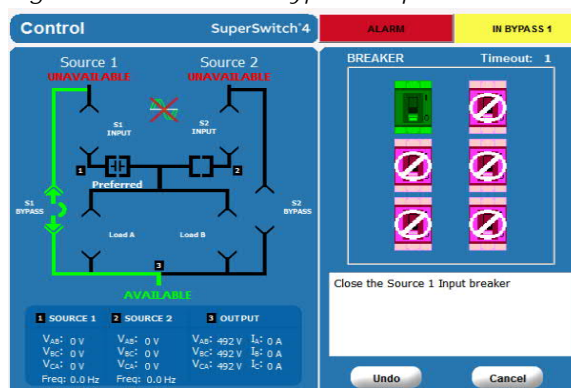 Control
SuperSwitch®4
ALARM
IN BYPASS 1
Source 1
UNAVAILABLE
Source 2
UNAVAILABLE
S1
INPUT
S2
INPUT
1
2
Preferred
S1
BYPASS
S2
BYPASS
Load A
Load B
3
AVAILABLE
1 SOURCE 1
2 SOURCE 2
3 OUTPUT
VAB: 0 V
VBC: 0 V
VCA: 0 V
Freq: 0.0 Hz
VAB: 0 V
VBC: 0 V
VCA: 0 V
Freq: 0.0 Hz
VAB: 492 V IA: 0 A
VBC: 492 V IB: 0 A
VCA: 492 V IC: 0 A
BREAKER
Timeout: 1
Close the Source 1 Input breaker
Undo
Cancel